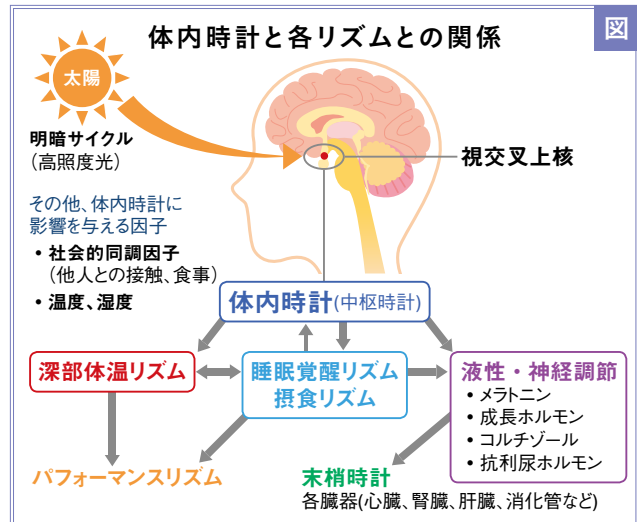 図
体内時計と各リズムとの関係
太陽
明暗サイクル
（高照度光）
視交叉上核
その他、体内時計に
影響を与える因子
・社会的同調因子
（他人との接触、食事）
・温度、湿度
体内時計(中枢時計)
深部体温リズム
睡眠覚醒リズム
摂食リズム
液性・神経調節
・メラトニン
・成長ホルモン
・コルチゾール
・抗利尿ホルモン
パフォーマンスリズム
末梢時計
各臓器(心臓、腎臓、肝臓、消化管など)